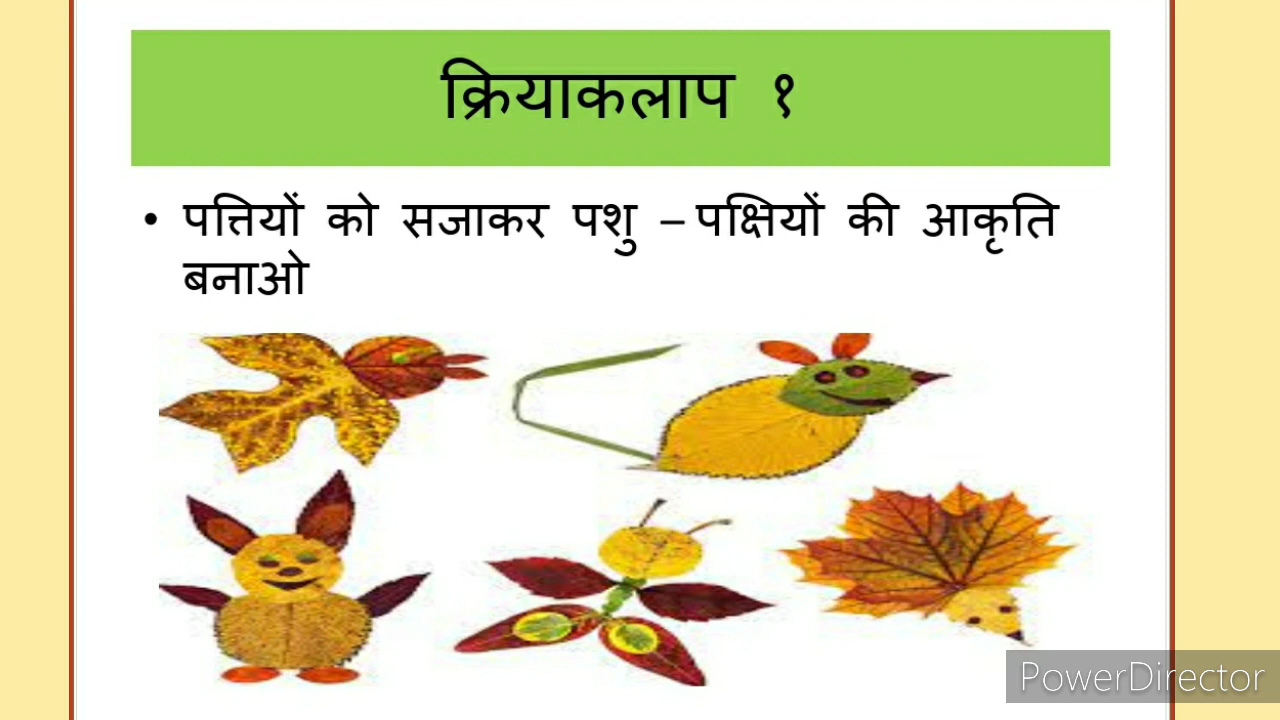 क्रियाकलाप १
• पत्तियों को सजाकर पशु – पक्षियों की आकृति
बनाओ
PowerDirector